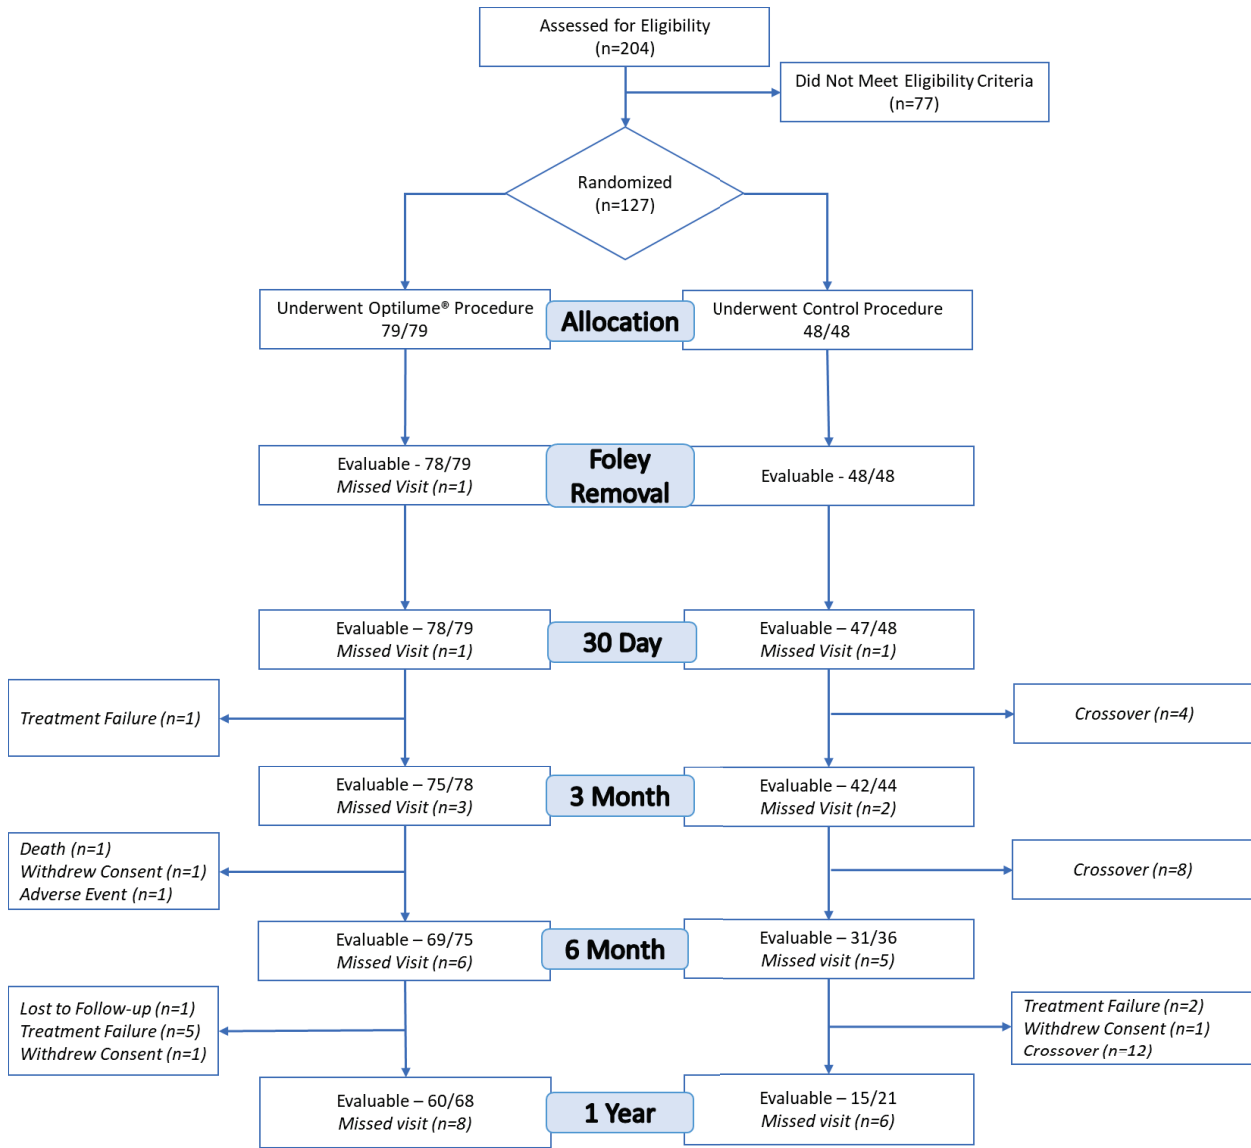 Assessed for Eligibility
(n=204)
Did Not Meet Eligibility Criteria
(n=77)
Randomized
(n=127)
Underwent Optilume® Procedure
79/79
Allocation
Underwent Control Procedure
48/48
Evaluable - 78/79
Missed Visit (n=1)
Foley
Removal
Evaluable - 48/48
Evaluable – 78/79
Missed Visit (n=1)
30 Day
Evaluable – 47/48
Missed Visit (n=1)
Treatment Failure (n=1)
Crossover (n=4)
Evaluable – 75/78
Missed Visit (n=3)
3 Month
Evaluable – 42/44
Missed Visit (n=2)
Death (n=1)
Withdrew Consent (n=1)
Adverse Event (n=1)
Crossover (n=8)
Evaluable – 69/75
Missed Visit (n=6)
6 Month
Evaluable – 31/36
Missed visit (n=5)
Lost to Follow-up (n=1)
Treatment Failure (n=5)
Withdrew Consent (n=1)
Treatment Failure (n=2)
Withdrew Consent (n=1)
Crossover (n=12)
Evaluable – 60/68
Missed visit (n=8)
1 Year
Evaluable – 15/21
Missed visit (n=6)